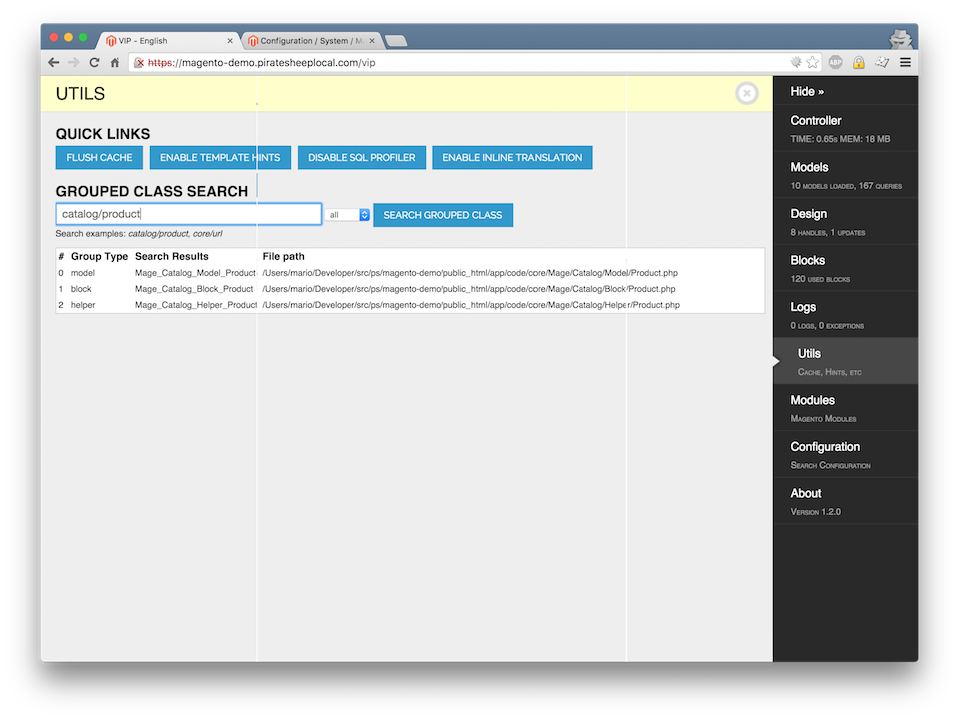 VIP - English
Configuration / System / M
https://magento-demo.piratesheeplocal.com/vip
ABP
UTILS
QUICK LINKS
FLUSH CACHE ENABLE TEMPLATE HINTS DISABLE SQL PROFILER ENABLE INLINE TRANSLATION
GROUPED CLASS SEARCH
catalog/product all SEARCH GROUPED CLASS
Search examples: catalog/product, core/url
# Group Type Search Results File path
0 model Mage_Catalog_Model_Product /Users/mario/Developer/src/ps/magento-demo/public_html/app/code/core/Mage/Catalog/Model/Product.php
1 block Mage_Catalog_Block_Product /Users/mario/Developer/src/ps/magento-demo/public_html/app/code/core/Mage/Catalog/Block/Product.php
2 helper Mage_Catalog_Helper_Product /Users/mario/Developer/src/ps/magento-demo/public_html/app/code/core/Mage/Catalog/Helper/Product.php
Hide »
Controller
TIME: 0.65s MEM: 18 MB
Models
10 models loaded, 167 queries
Design
8 handles, 1 updates
Blocks
120 used blocks
Logs
0 logs, 0 exceptions
Utils
Cache, Hints, etc
Modules
Magento Modules
Configuration
Search Configuration
About
Version 1.2.0